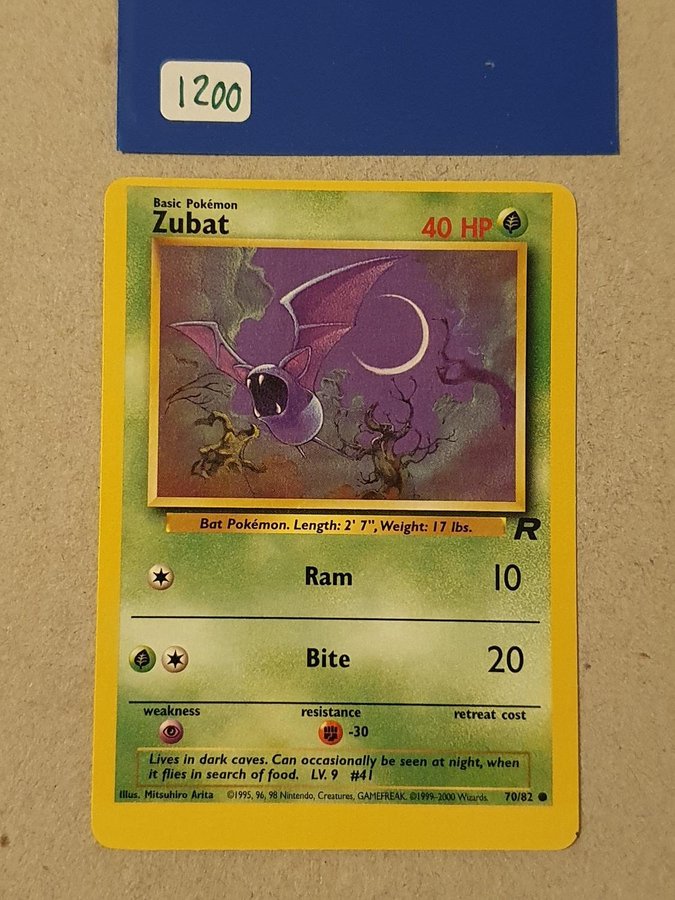 1200
Basic Pokémon
Zubat 40 HP
Bat Pokémon. Length: 2' 7", Weight: 17 lbs.
R
Ram 10
Bite 20
weakness resistance retreat cost
-30
Lives in dark caves. Can occasionally be seen at night, when
it flies in search of food. LV. 9 #41
Illus. Mitsuhiro Arita ©1995, 96, 98 Nintendo, Creatures, GAMEFREAK. ©1999-2000 Wizards. 70/82